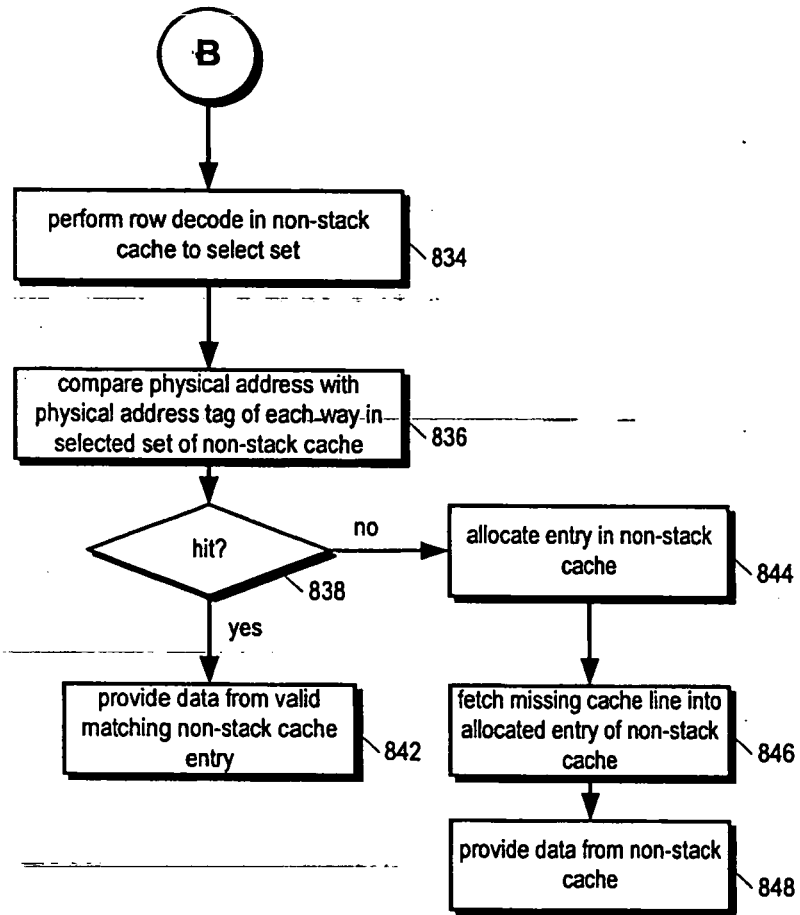 B
perform row decode in non-stack
cache to select set
834
compare physical address with
physical address tag of each way in
selected set of non-stack cache
836
hit?
838
no
yes
allocate entry in non-stack
cache
844
provide data from valid
matching non-stack cache
entry
842
fetch missing cache line into
allocated entry of non-stack
cache
846
provide data from non-stack
cache
848